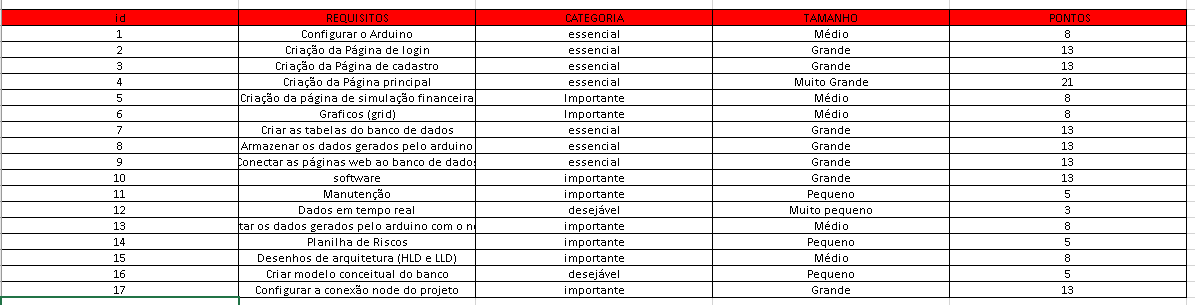 id REQUISITOS CATEGORIA TAMANHO PONTOS
1 Configurar o Arduino essencial Médio 8
2 Criação da Página de login essencial Grande 13
3 Criação da Página de cadastro essencial Grande 13
4 Criação da Página principal essencial Muito Grande 21
5 Criação da página de simulação financeira Importante Médio 8
6 Graficos (grid) Importante Médio 8
7 Criar as tabelas do banco de dados essencial Grande 13
8 Armazenar os dados gerados pelo arduino essencial Grande 13
9 Conectar as páginas web ao banco de dados essencial Grande 13
10 software importante Grande 13
11 Manutenção importante Pequeno 5
12 Dados em tempo real desejável Muito pequeno 3
13 tar os dados gerados pelo arduino com o importante Médio 8
14 Planilha de Riscos importante Pequeno 5
15 Desenhos de arquitetura (HLD e LLD) importante Médio 8
16 Criar modelo conceitual do banco desejável Pequeno 5
17 Configurar a conexão node do projeto importante Grande 13